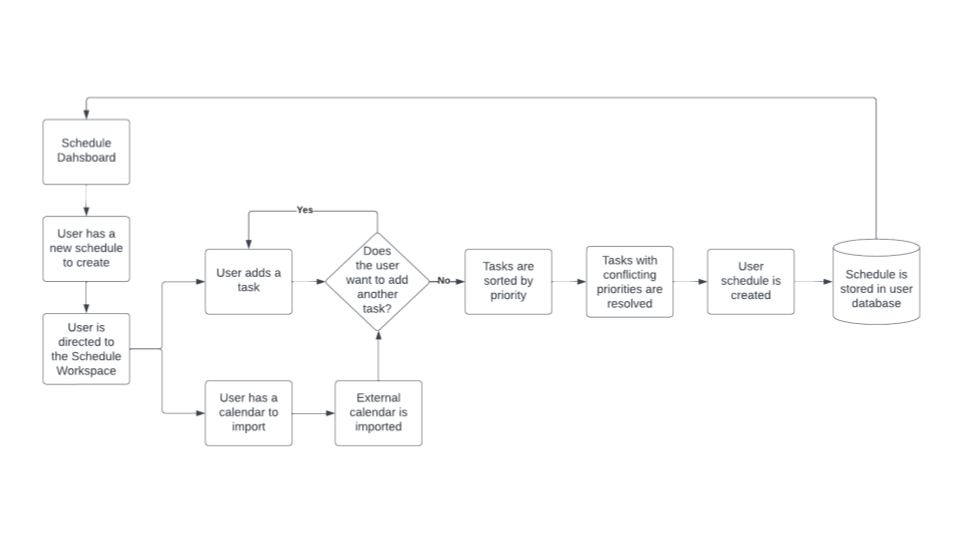 Schedule
Dahsboard
User has a
new schedule
to create
User is
directed to
the Schedule
Workspace
User adds a
task
User has a
calendar to
import
Yes
Does
the user
want to add
another
task?
External
calendar is
imported
No
Tasks are
sorted by
priority
Tasks with
conflicting
priorities are
resolved
User
schedule is
created
Schedule is
stored in user
database